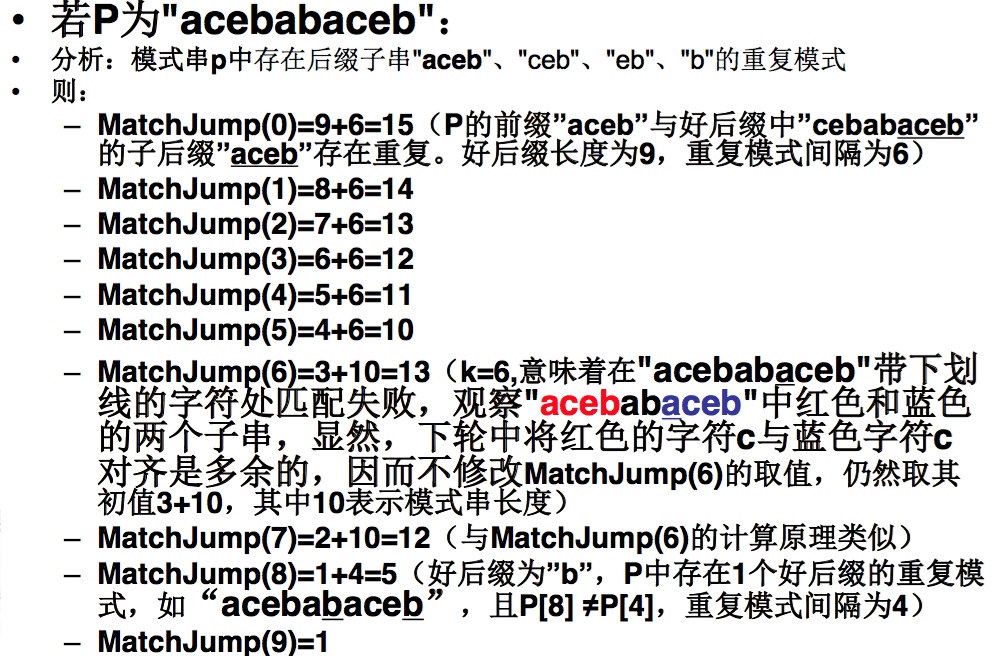 • 若P为"acebabaceb"：
• 分析：模式串p中存在后缀子串"aceb"、"ceb"、"eb"、"b"的重复模式
• 则：
– MatchJump(0)=9+6=15（P的前缀”aceb”与好后缀中”cebabaceb”
的子后缀”aceb”存在重复。好后缀长度为9，重复模式间隔为6）
– MatchJump(1)=8+6=14
– MatchJump(2)=7+6=13
– MatchJump(3)=6+6=12
– MatchJump(4)=5+6=11
– MatchJump(5)=4+6=10
– MatchJump(6)=3+10=13（k=6,意味着在"acebabaceb"带下划
线的字符处匹配失败，观察"acebabaceb"中红色和蓝色
的两个子串，显然，下轮中将红色的字符c与蓝色字符c
对齐是多余的，因而不修改MatchJump(6)的取值，仍然取其
初值3+10，其中10表示模式串长度）
– MatchJump(7)=2+10=12（与MatchJump(6)的计算原理类似）
– MatchJump(8)=1+4=5（好后缀为”b”，P中存在1个好后缀的重复模
式，如“acebabaceb”，且P[8] ≠P[4]，重复模式间隔为4）
– MatchJump(9)=1